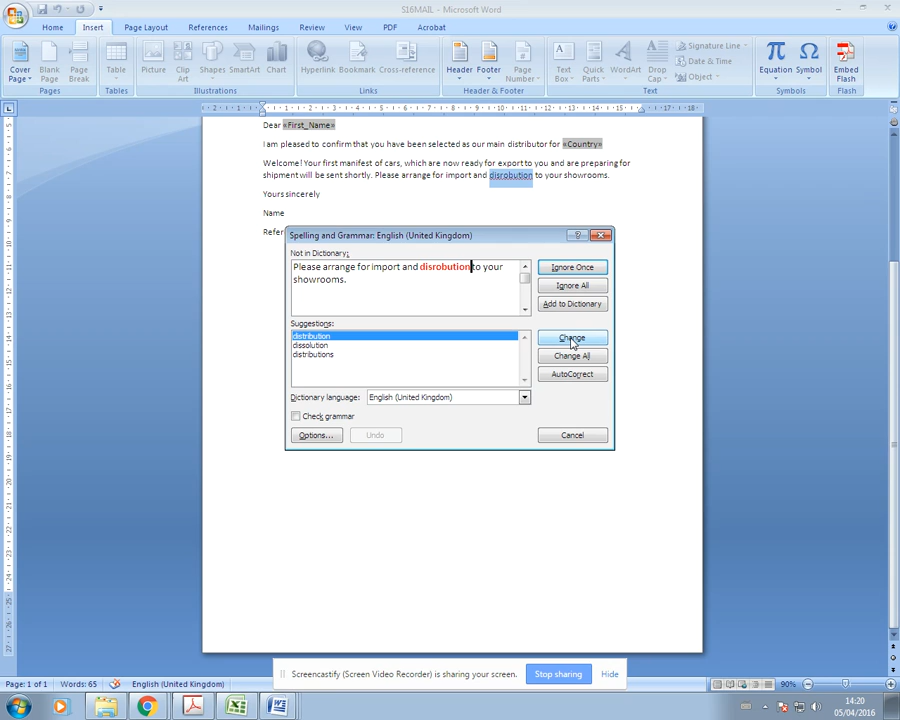 S16MAIL - Microsoft Word
Home Insert Page Layout References Mailings Review View PDF Acrobat
Cover Page Blank Page Page Break Table Picture Clip Art Shapes SmartArt Chart Hyperlink Bookmark Cross-reference Header Footer Page Number Text Box Quick Parts WordArt Drop Cap Signature Line Date & Time Object Equation Symbol Embed Flash
Pages Tables Illustrations Links Header & Footer Text Symbols Flash
Dear «First_Name»
I am pleased to confirm that you have been selected as our main distributor for «Country»
Welcome! Your first manifest of cars, which are now ready for export to you and are preparing for
shipment will be sent shortly. Please arrange for import and disrobution to your showrooms.
Yours sincerely
Name
Refer
Spelling and Grammar: English (United Kingdom)
Not in Dictionary:
Please arrange for import and disrobution to your
showrooms.
Ignore Once
Ignore All
Add to Dictionary
Suggestions:
distribution
dissolution
distributions
Change
Change All
AutoCorrect
Dictionary language: English (United Kingdom)
Check grammar
Options... Undo Cancel
Screencastify (Screen Video Recorder) is sharing your screen. Stop sharing Hide
Page: 1 of 1 Words: 65 English (United Kingdom) 90%
14:20
05/04/2016